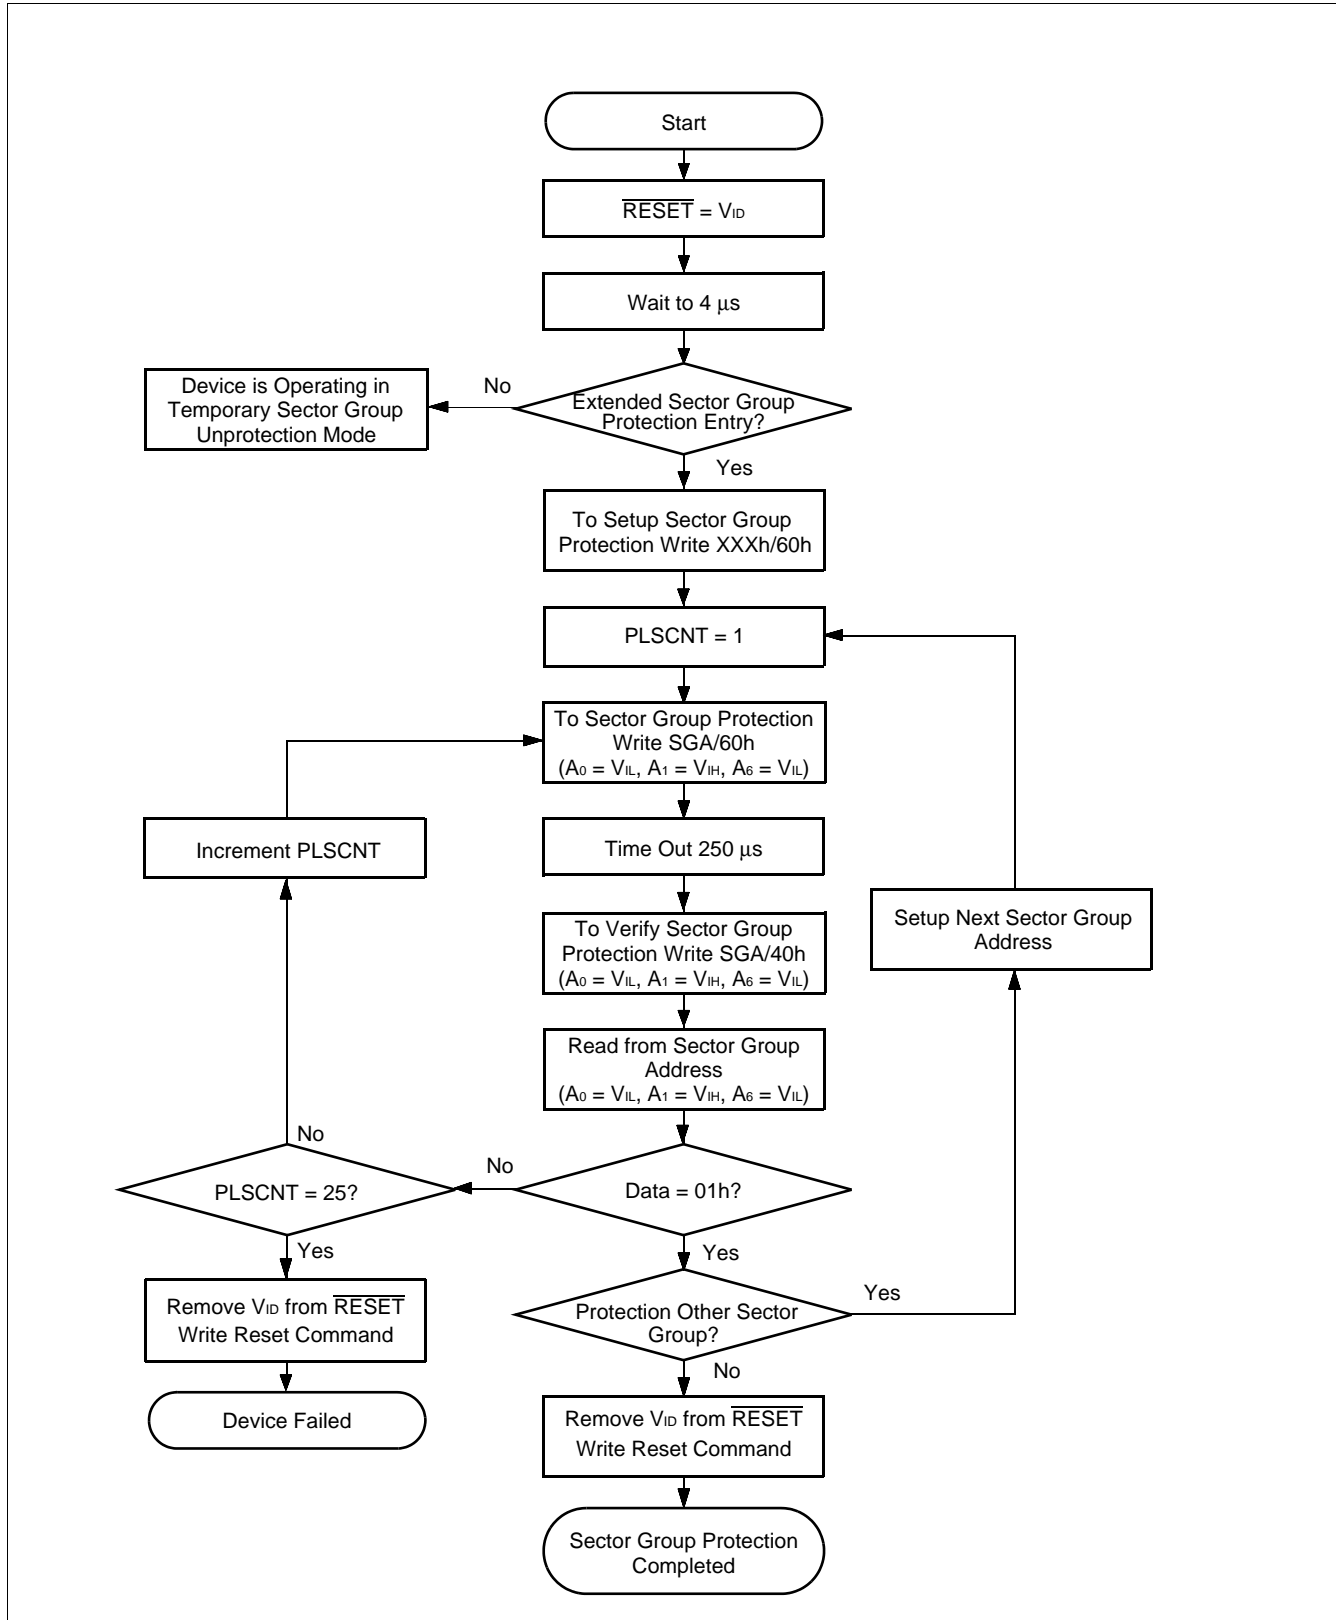 Start
RESET = VID
Wait to 4 µs
No
Device is Operating in
Temporary Sector Group
Unprotection Mode
Extended Sector Group
Protection Entry?
Yes
To Setup Sector Group
Protection Write XXXh/60h
PLSCNT = 1
To Sector Group Protection
Write SGA/60h
(A0 = VIL, A1 = VIH, A6 = VIL)
Increment PLSCNT
Time Out 250 µs
To Verify Sector Group
Protection Write SGA/40h
(A0 = VIL, A1 = VIH, A6 = VIL)
Setup Next Sector Group
Address
Read from Sector Group
Address
(A0 = VIL, A1 = VIH, A6 = VIL)
No
No
PLSCNT = 25?
Data = 01h?
Yes
Yes
Yes
Remove VID from RESET
Write Reset Command
Protection Other Sector
Group?
No
Device Failed
Remove VID from RESET
Write Reset Command
Sector Group Protection
Completed